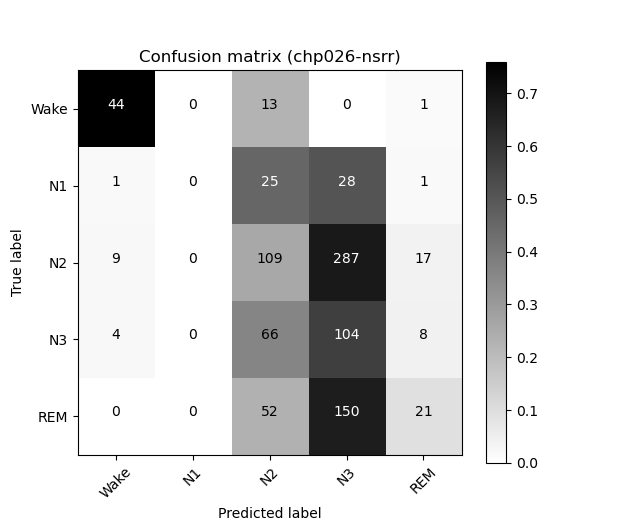 Confusion matrix (chp026-nsrr)
Wake 44 0 13 0 1
N1 1 0 25 28 1
N2 9 0 109 287 17
N3 4 0 66 104 8
REM 0 0 52 150 21
Wake N1 N2 N3 REM
True label
Predicted label
0.7
0.6
0.5
0.4
0.3
0.2
0.1
0.0